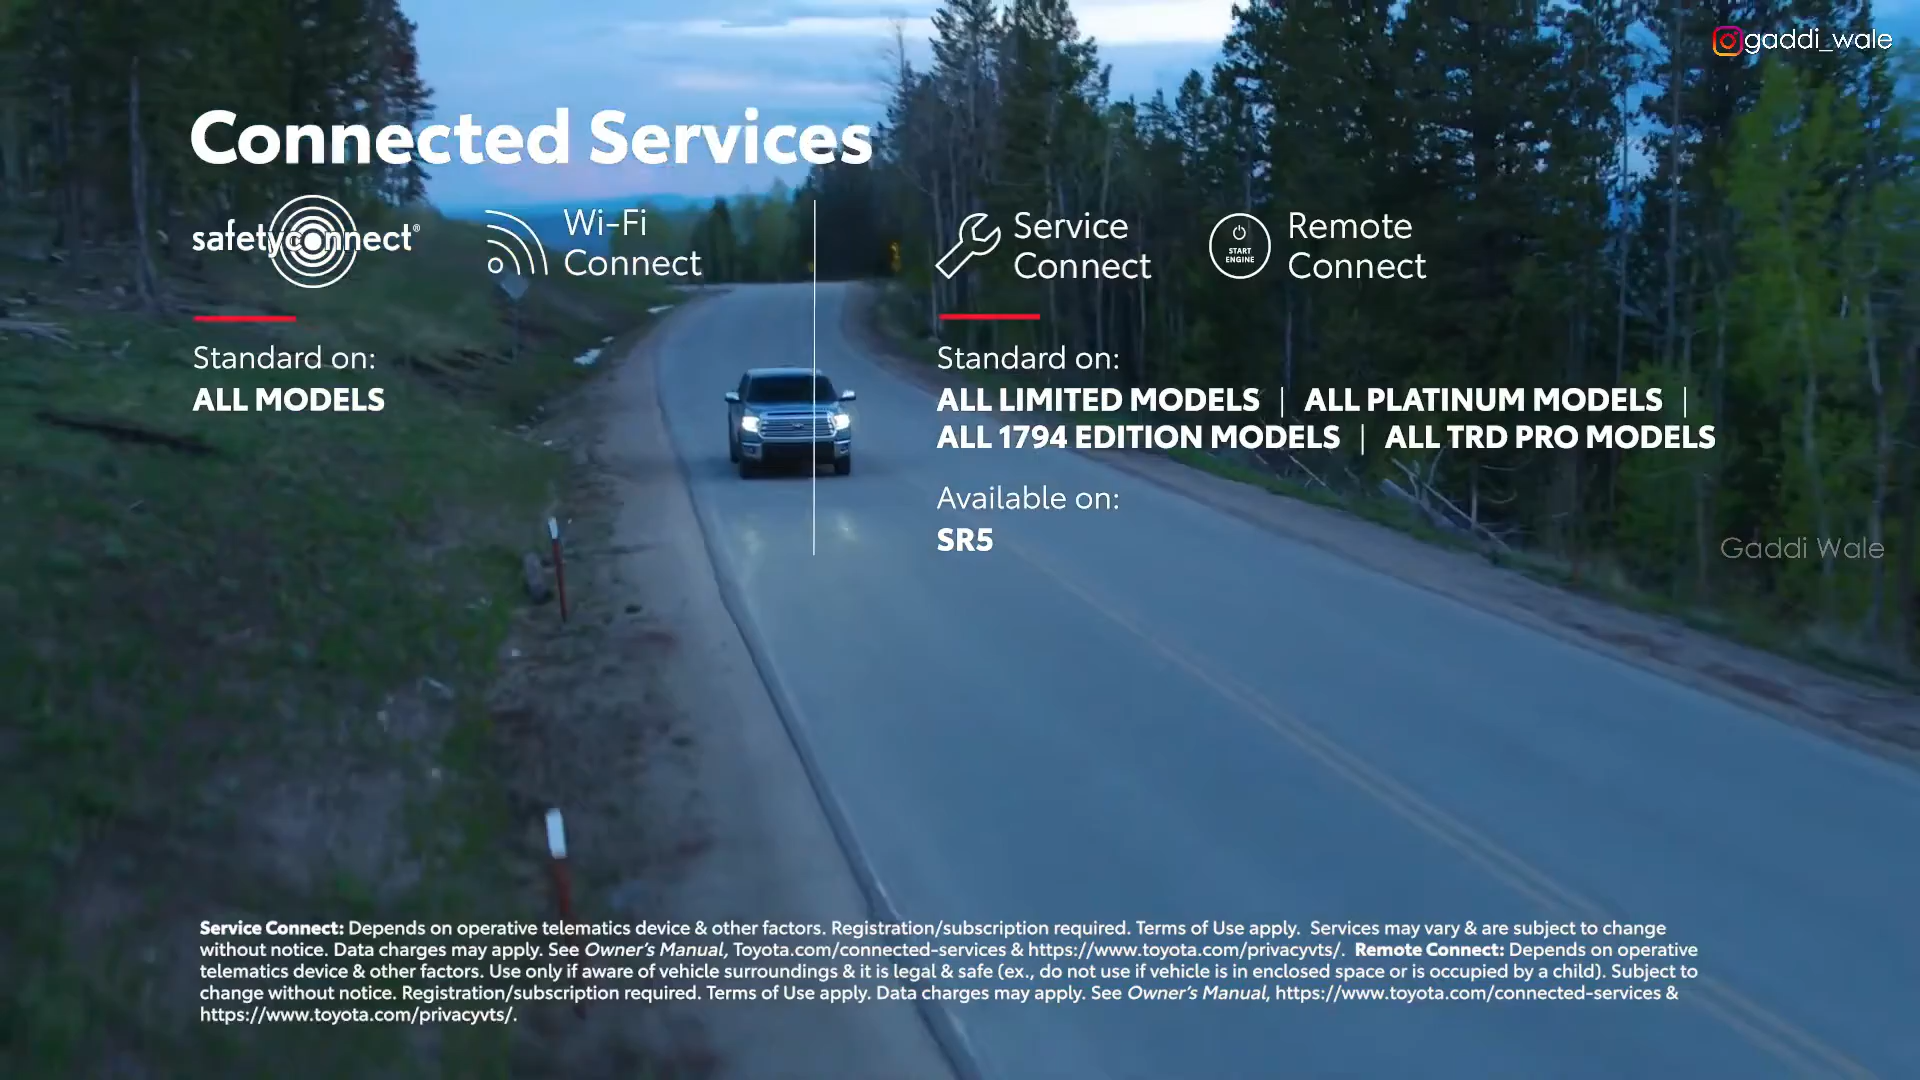 gaddi_wale
Connected Services
safetyconnect®
Wi-Fi
Connect
Standard on:
ALL MODELS
Service
Connect
START
ENGINE
Remote
Connect
Standard on:
ALL LIMITED MODELS | ALL PLATINUM MODELS |
ALL 1794 EDITION MODELS | ALL TRD PRO MODELS
Available on:
SR5
Gaddi Wale
Service Connect: Depends on operative telematics device & other factors. Registration/subscription required. Terms of Use apply. Services may vary & are subject to change
without notice. Data charges may apply. See Owner's Manual, Toyota.com/connected-services & https://www.toyota.com/privacyvts/. Remote Connect: Depends on operative
telematics device & other factors. Use only if aware of vehicle surroundings & it is legal & safe (ex., do not use if vehicle is in enclosed space or is occupied by a child). Subject to
change without notice. Registration/subscription required. Terms of Use apply. Data charges may apply. See Owner's Manual, https://www.toyota.com/connected-services &
https://www.toyota.com/privacyvts/.